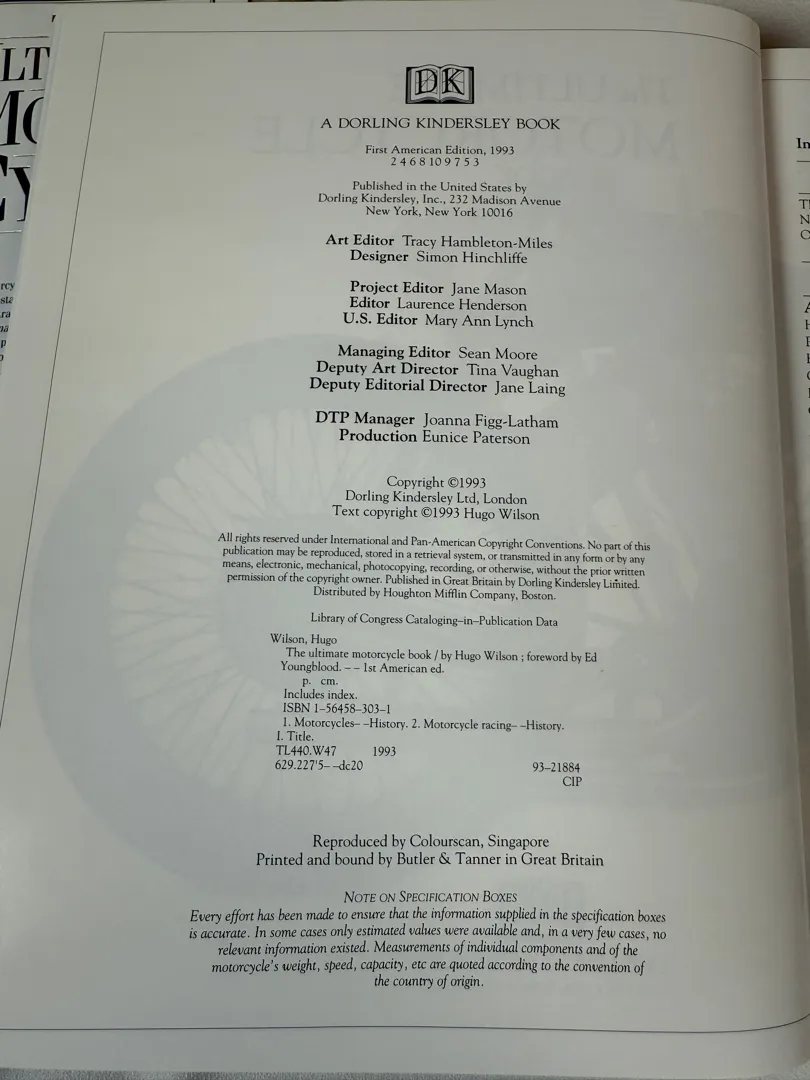 DK
A DORLING KINDERSLEY BOOK
First American Edition, 1993
2 4 6 8 10 9 7 5 3
Published in the United States by
Dorling Kindersley, Inc., 232 Madison Avenue
New York, New York 10016
Art Editor Tracy Hambleton-Miles
Designer Simon Hinchliffe
Project Editor Jane Mason
Editor Laurence Henderson
U.S. Editor Mary Ann Lynch
Managing Editor Sean Moore
Deputy Art Director Tina Vaughan
Deputy Editorial Director Jane Laing
DTP Manager Joanna Figg-Latham
Production Eunice Paterson
Copyright ©1993
Dorling Kindersley Ltd, London
Text copyright ©1993 Hugo Wilson
All rights reserved under International and Pan-American Copyright Conventions. No part of this
publication may be reproduced, stored in a retrieval system, or transmitted in any form or by any
means, electronic, mechanical, photocopying, recording, or otherwise, without the prior written
permission of the copyright owner. Published in Great Britain by Dorling Kindersley Limited.
Distributed by Houghton Mifflin Company, Boston.
Library of Congress Cataloging–in–Publication Data
Wilson, Hugo
The ultimate motorcycle book / by Hugo Wilson ; foreword by Ed
Youngblood. – – 1st American ed.
p. cm.
Includes index.
ISBN 1–56458–303–1
1. Motorcycles– –History. 2. Motorcycle racing– –History.
I. Title.
TL440.W47 1993
629.227'5– –dc20 93–21884
CIP
Reproduced by Colourscan, Singapore
Printed and bound by Butler & Tanner in Great Britain
NOTE ON SPECIFICATION BOXES
Every effort has been made to ensure that the information supplied in the specification boxes
is accurate. In some cases only estimated values were available and, in a very few cases, no
relevant information existed. Measurements of individual components and of the
motorcycle's weight, speed, capacity, etc are quoted according to the convention of
the country of origin.